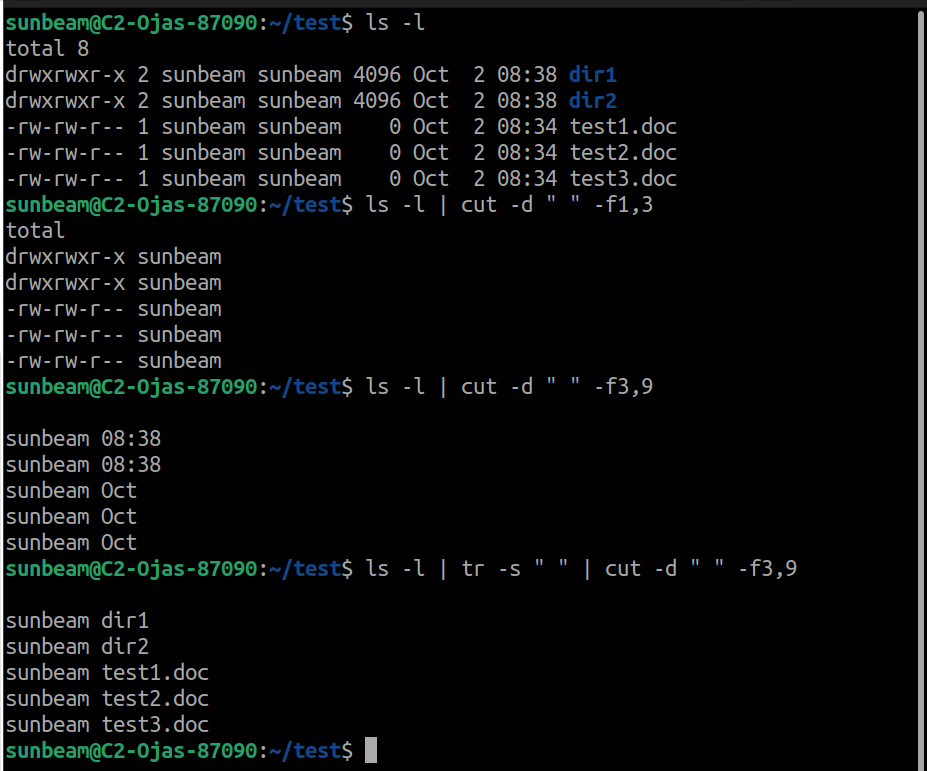 sunbeam@C2-Ojas-87090:~/test$ ls -l
total 8
drwxrwxr-x 2 sunbeam sunbeam 4096 Oct  2 08:38 dir1
drwxrwxr-x 2 sunbeam sunbeam 4096 Oct  2 08:38 dir2
-rw-rw-r-- 1 sunbeam sunbeam    0 Oct  2 08:34 test1.doc
-rw-rw-r-- 1 sunbeam sunbeam    0 Oct  2 08:34 test2.doc
-rw-rw-r-- 1 sunbeam sunbeam    0 Oct  2 08:34 test3.doc
sunbeam@C2-Ojas-87090:~/test$ ls -l | cut -d " " -f1,3
total
drwxrwxr-x sunbeam
drwxrwxr-x sunbeam
-rw-rw-r-- sunbeam
-rw-rw-r-- sunbeam
-rw-rw-r-- sunbeam
sunbeam@C2-Ojas-87090:~/test$ ls -l | cut -d " " -f3,9

sunbeam 08:38
sunbeam 08:38
sunbeam Oct
sunbeam Oct
sunbeam Oct
sunbeam@C2-Ojas-87090:~/test$ ls -l | tr -s " " | cut -d " " -f3,9

sunbeam dir1
sunbeam dir2
sunbeam test1.doc
sunbeam test2.doc
sunbeam test3.doc
sunbeam@C2-Ojas-87090:~/test$